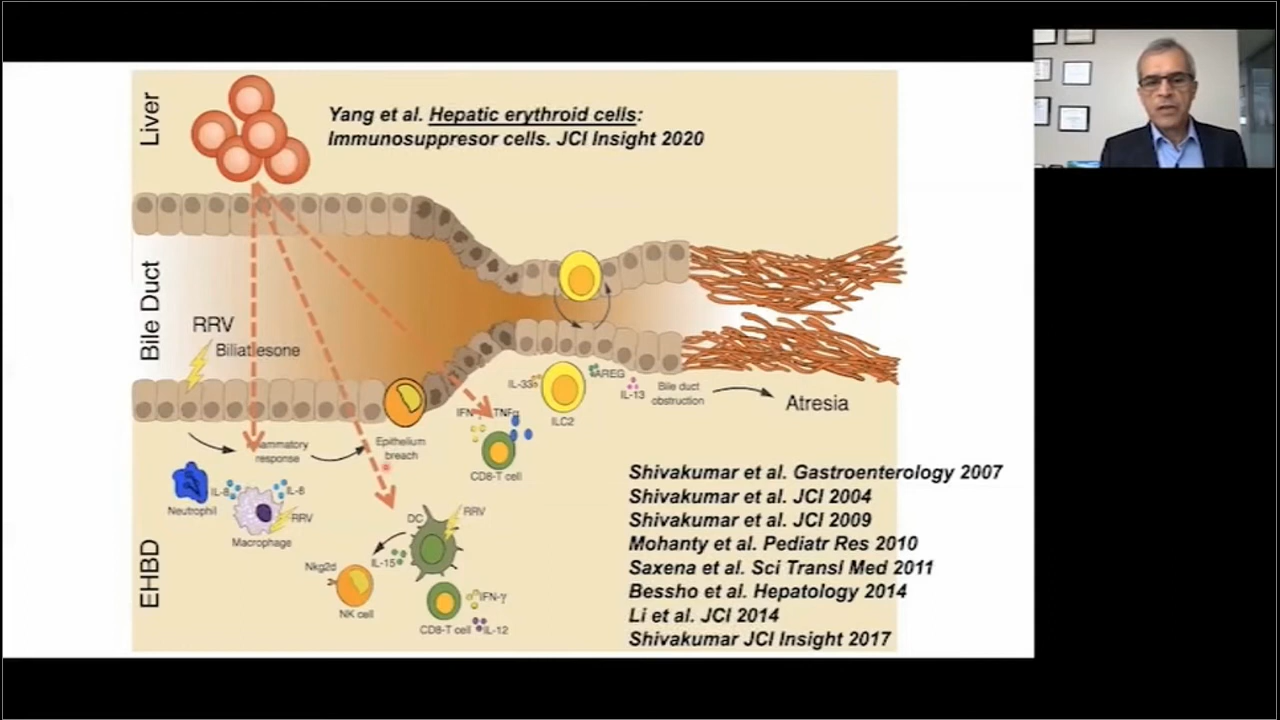 Liver
Yang et al. Hepatic erythroid cells:
Immunosuppresor cells. JCI Insight 2020
Bile Duct
RRV
Biliatresone
IL-33
AREG
IL-13
Bile duct
obstruction
Atresia
ILC2
IFN
TNFα
CD8-T cell
response
Epithelium
breach
EHBD
Neutrophil
IL-8
IL-6
RRV
Macrophage
DC
RRV
IL-15
Nkg2d
NK cell
IFN-γ
CD8-T cell
IL-12
Shivakumar et al. Gastroenterology 2007
Shivakumar et al. JCI 2004
Shivakumar et al. JCI 2009
Mohanty et al. Pediatr Res 2010
Saxena et al. Sci Transl Med 2011
Bessho et al. Hepatology 2014
Li et al. JCI 2014
Shivakumar JCI Insight 2017